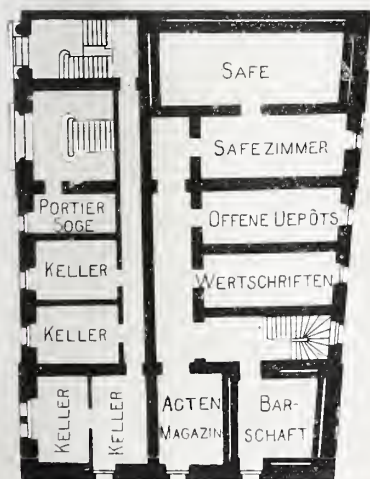 SAFE
SAFEZIMMER
PORTIER
SOGE
OFFENE UEPÔTS
KELLER
WERTSCHRIFTEN
KELLER
KELLER
KELLER
ACTEN
MAGAZIN
BAR-
SCHAFT